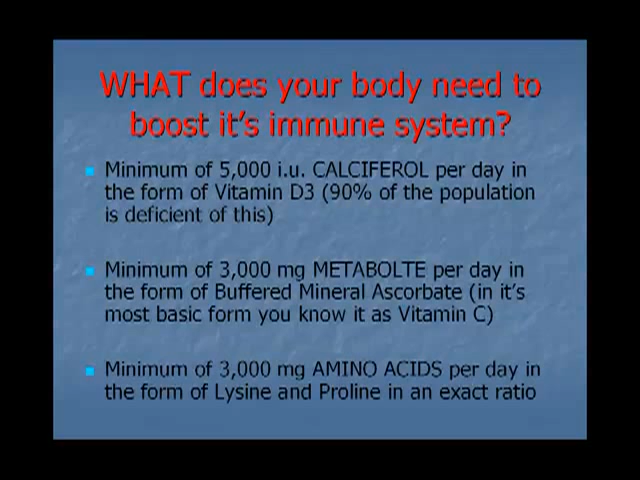 WHAT does your body need to
boost it's immune system?
Minimum of 5,000 i.u. CALCIFEROL per day in
the form of Vitamin D3 (90% of the population
is deficient of this)
Minimum of 3,000 mg METABOLTE per day in
the form of Buffered Mineral Ascorbate (in it's
most basic form you know it as Vitamin C)
Minimum of 3,000 mg AMINO ACIDS per day in
the form of Lysine and Proline in an exact ratio